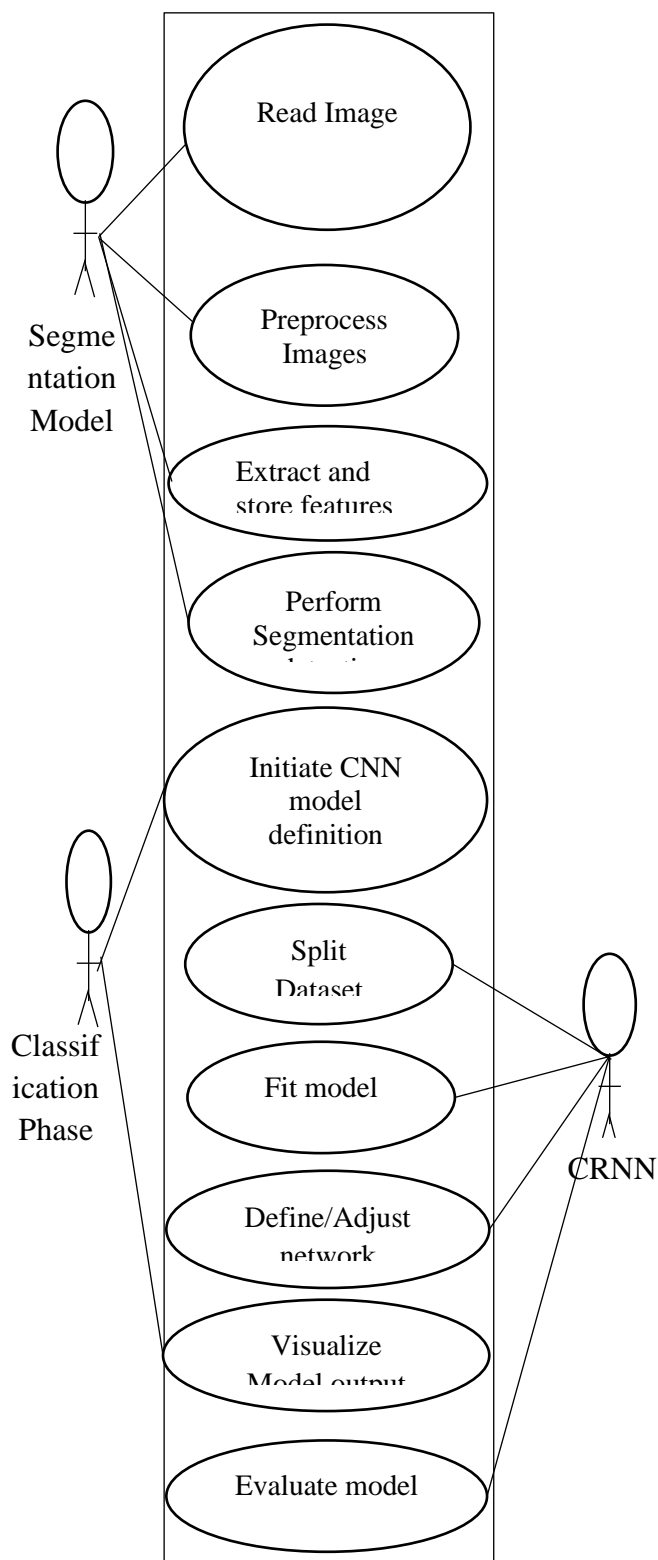 Read Image
Segme
ntation
Model
Preprocess
Images
Extract and
store features
Perform
Segmentation
Initiate CNN
model
definition
Split
Dataset
Classif
ication
Phase
Fit model
CRNN
Define/Adjust
network
Visualize
Model output
Evaluate model